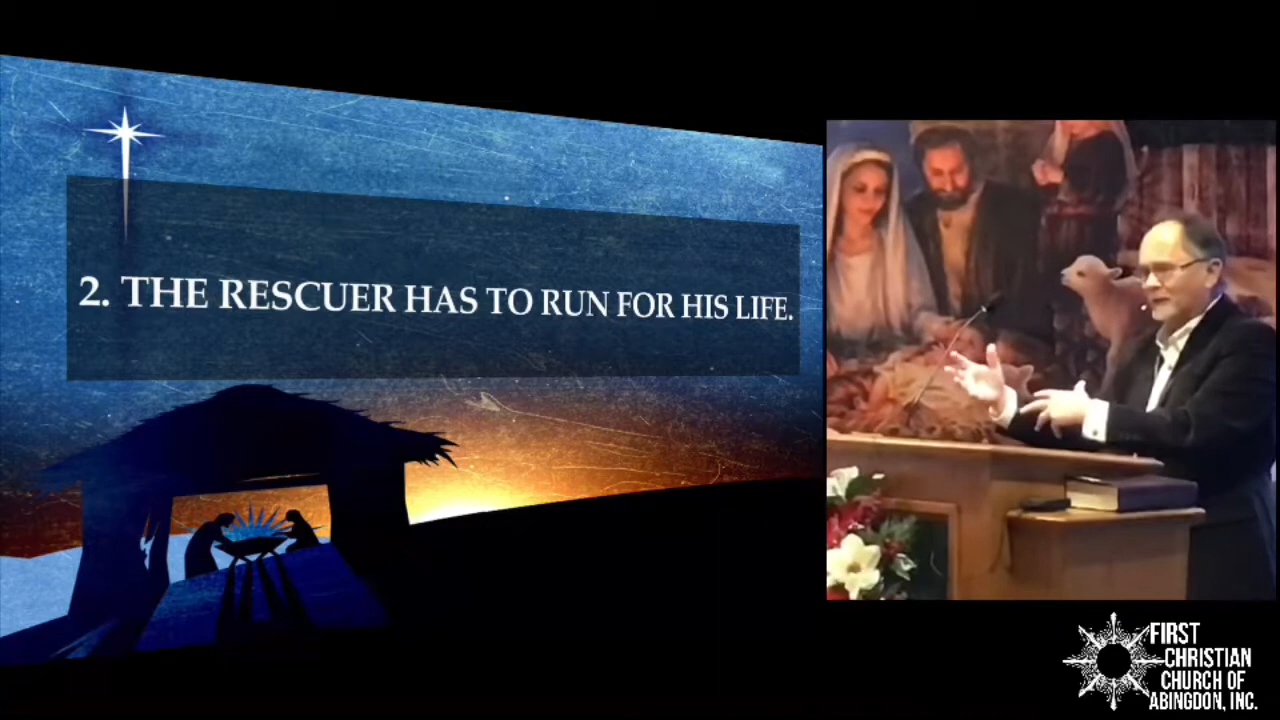 2. THE RESCUER HAS TO RUN FOR HIS LIFE.
FIRST
CHRISTIAN
CHURCH OF
ABINGDON, INC.